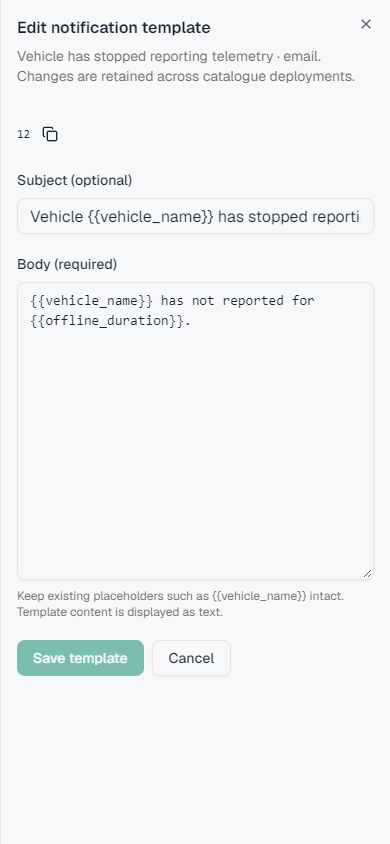 Edit notification template
Vehicle has stopped reporting telemetry · email.
Changes are retained across catalogue deployments.
12
Subject (optional)
Vehicle {{vehicle_name}} has stopped reporti
Body (required)
{{vehicle_name}} has not reported for
{{offline_duration}}.
Keep existing placeholders such as {{vehicle_name}} intact.
Template content is displayed as text.
Save template
Cancel